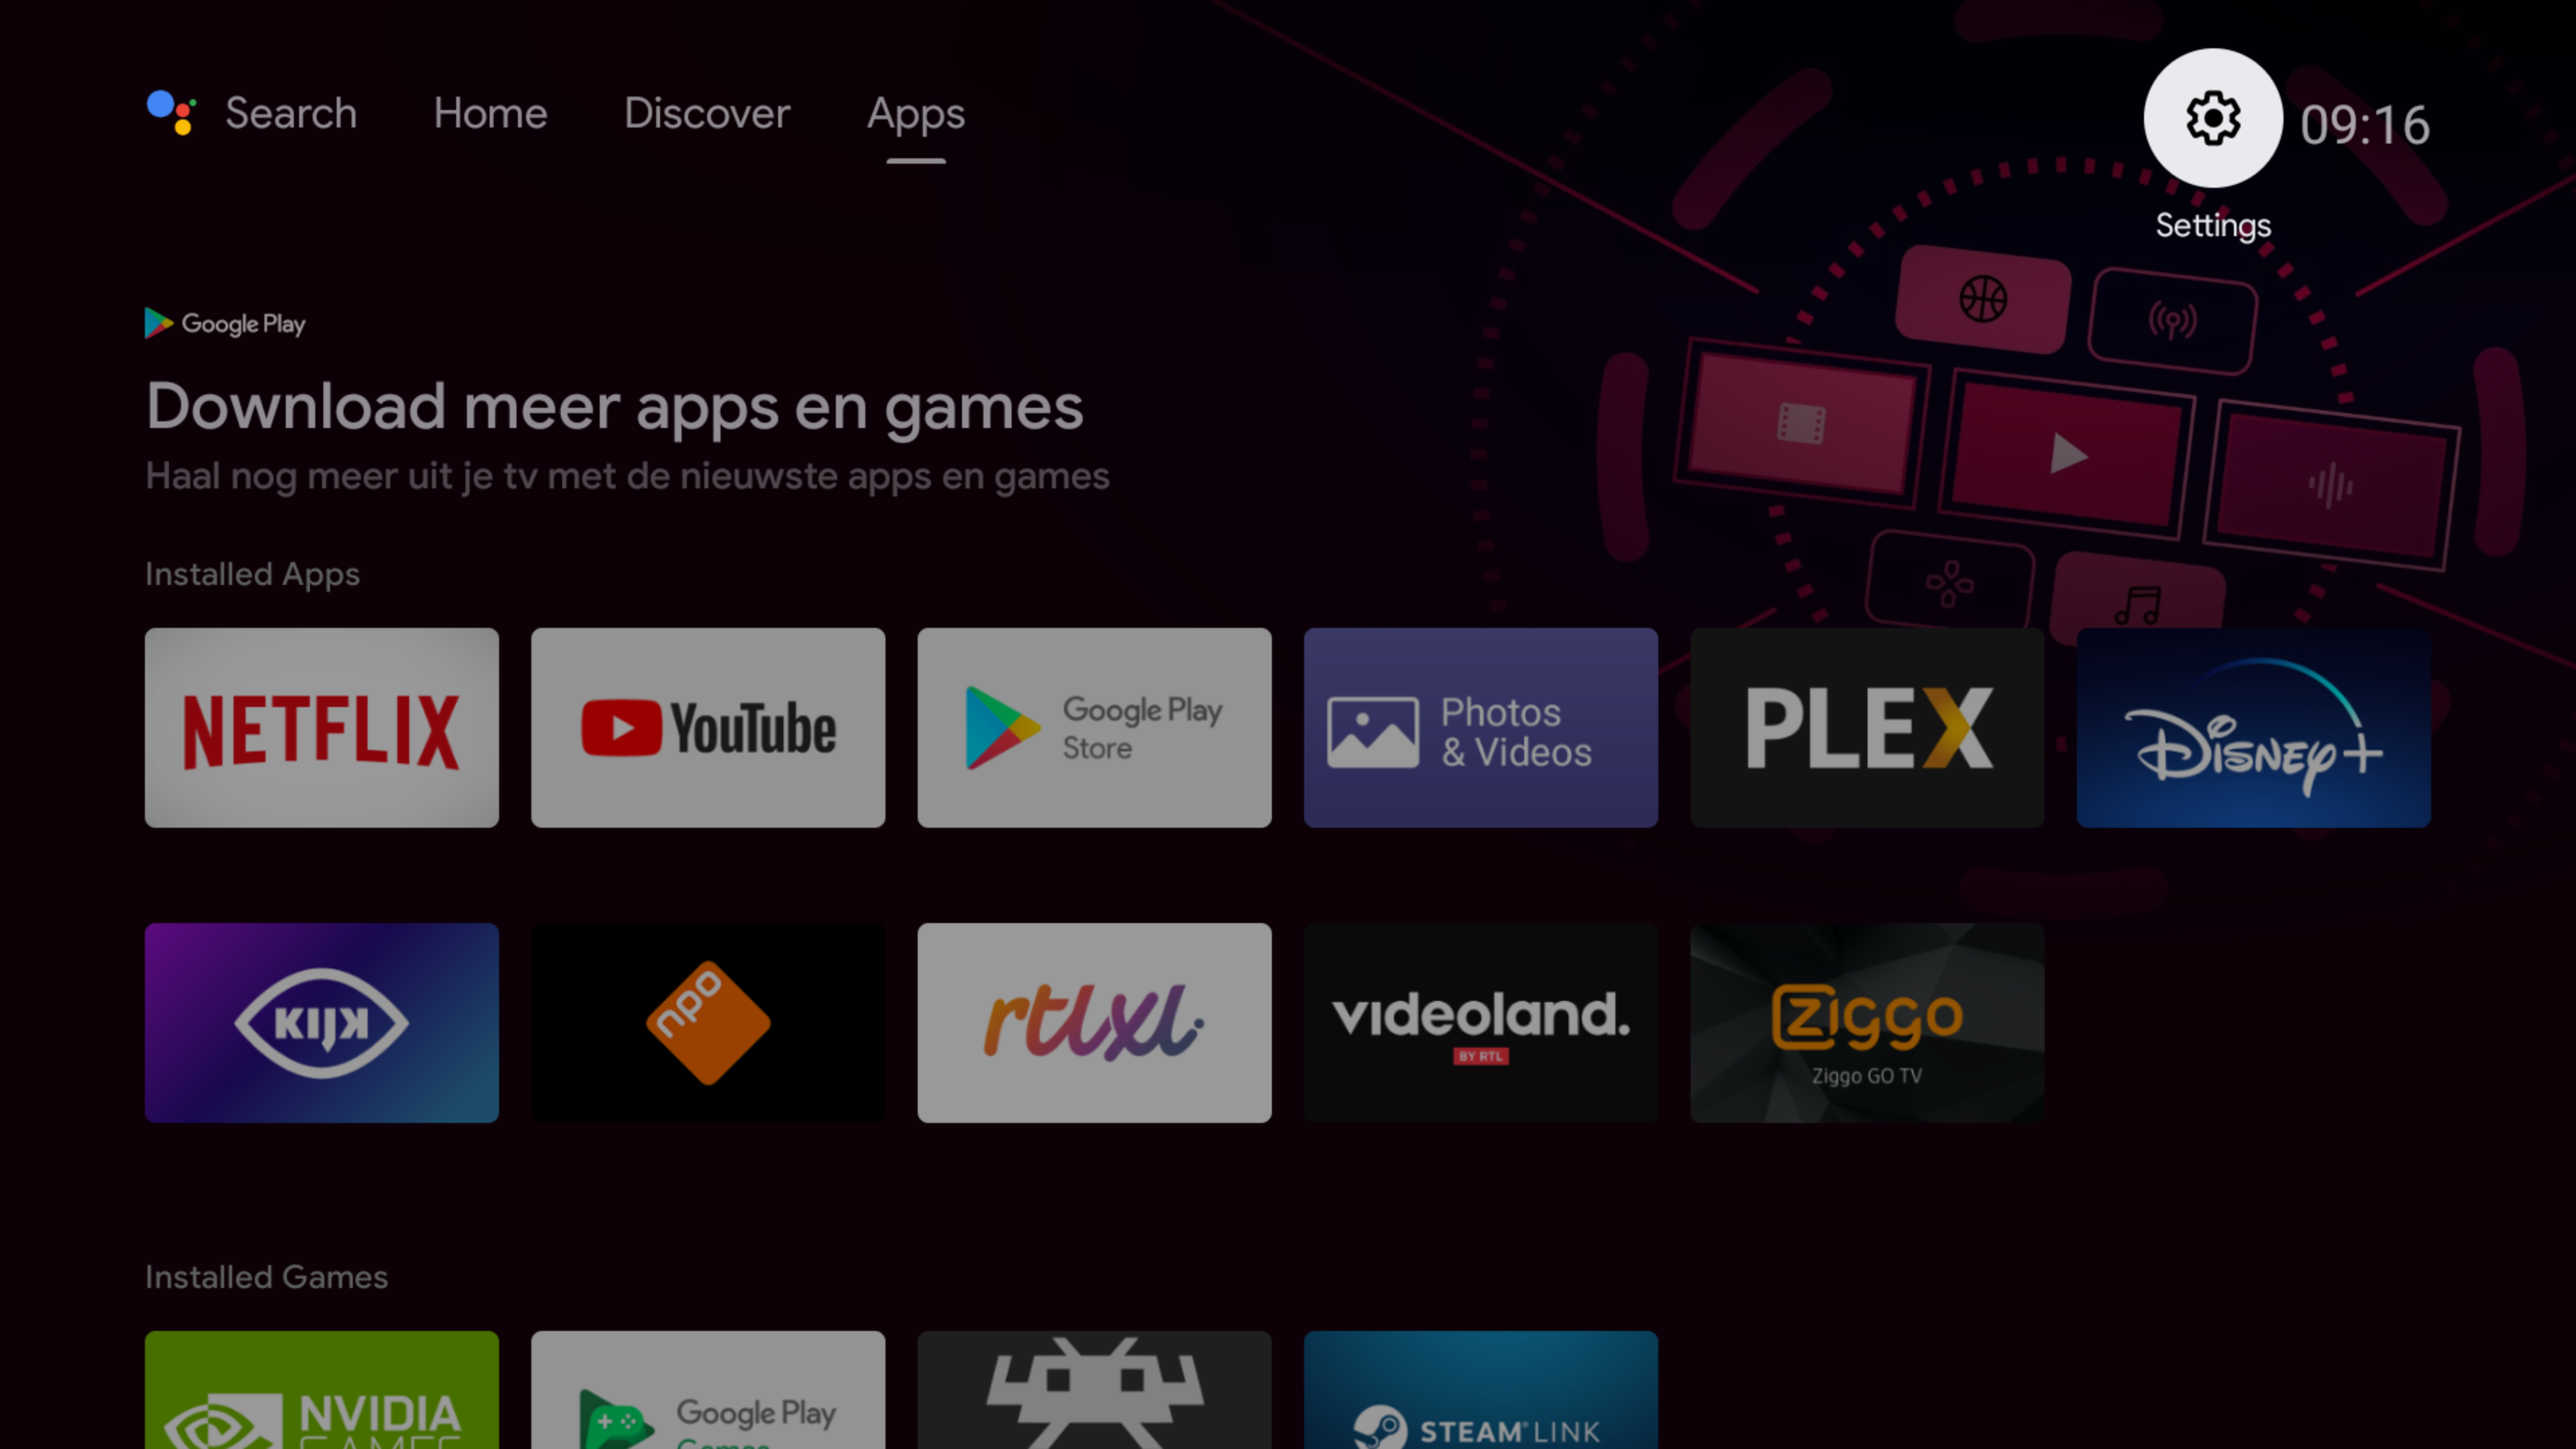 Search Home Discover Apps
09:16
Settings
Google Play
Download meer apps en games
Haal nog meer uit je tv met de nieuwste apps en games
Installed Apps
NETFLIX
YouTube
Google Play
Store
Photos
& Videos
PLEX
Disney+
KIJK
npo
rtlxl.
videoland.
BY RTL
ziggo
Ziggo GO TV
Installed Games
NVIDIA
GAMES
Google Play
Games
STEAM® LINK